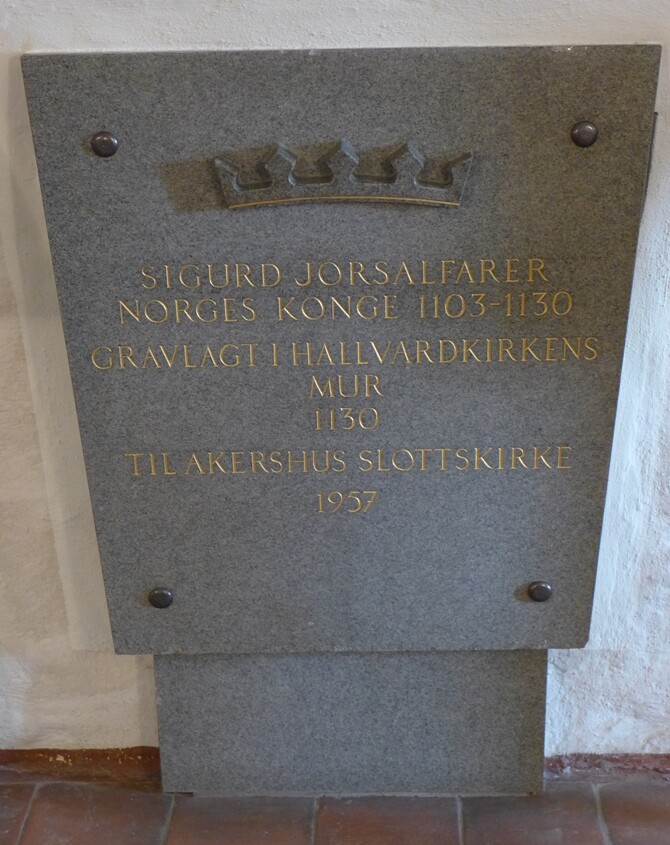 SIGURD JORSALFARER
NORGES KONGE 1103-1130
GRAVLAGT I HALLVARDKIRKENS
MUR
1130
TIL AKERSHUS SLOTTSKIRKE
1957